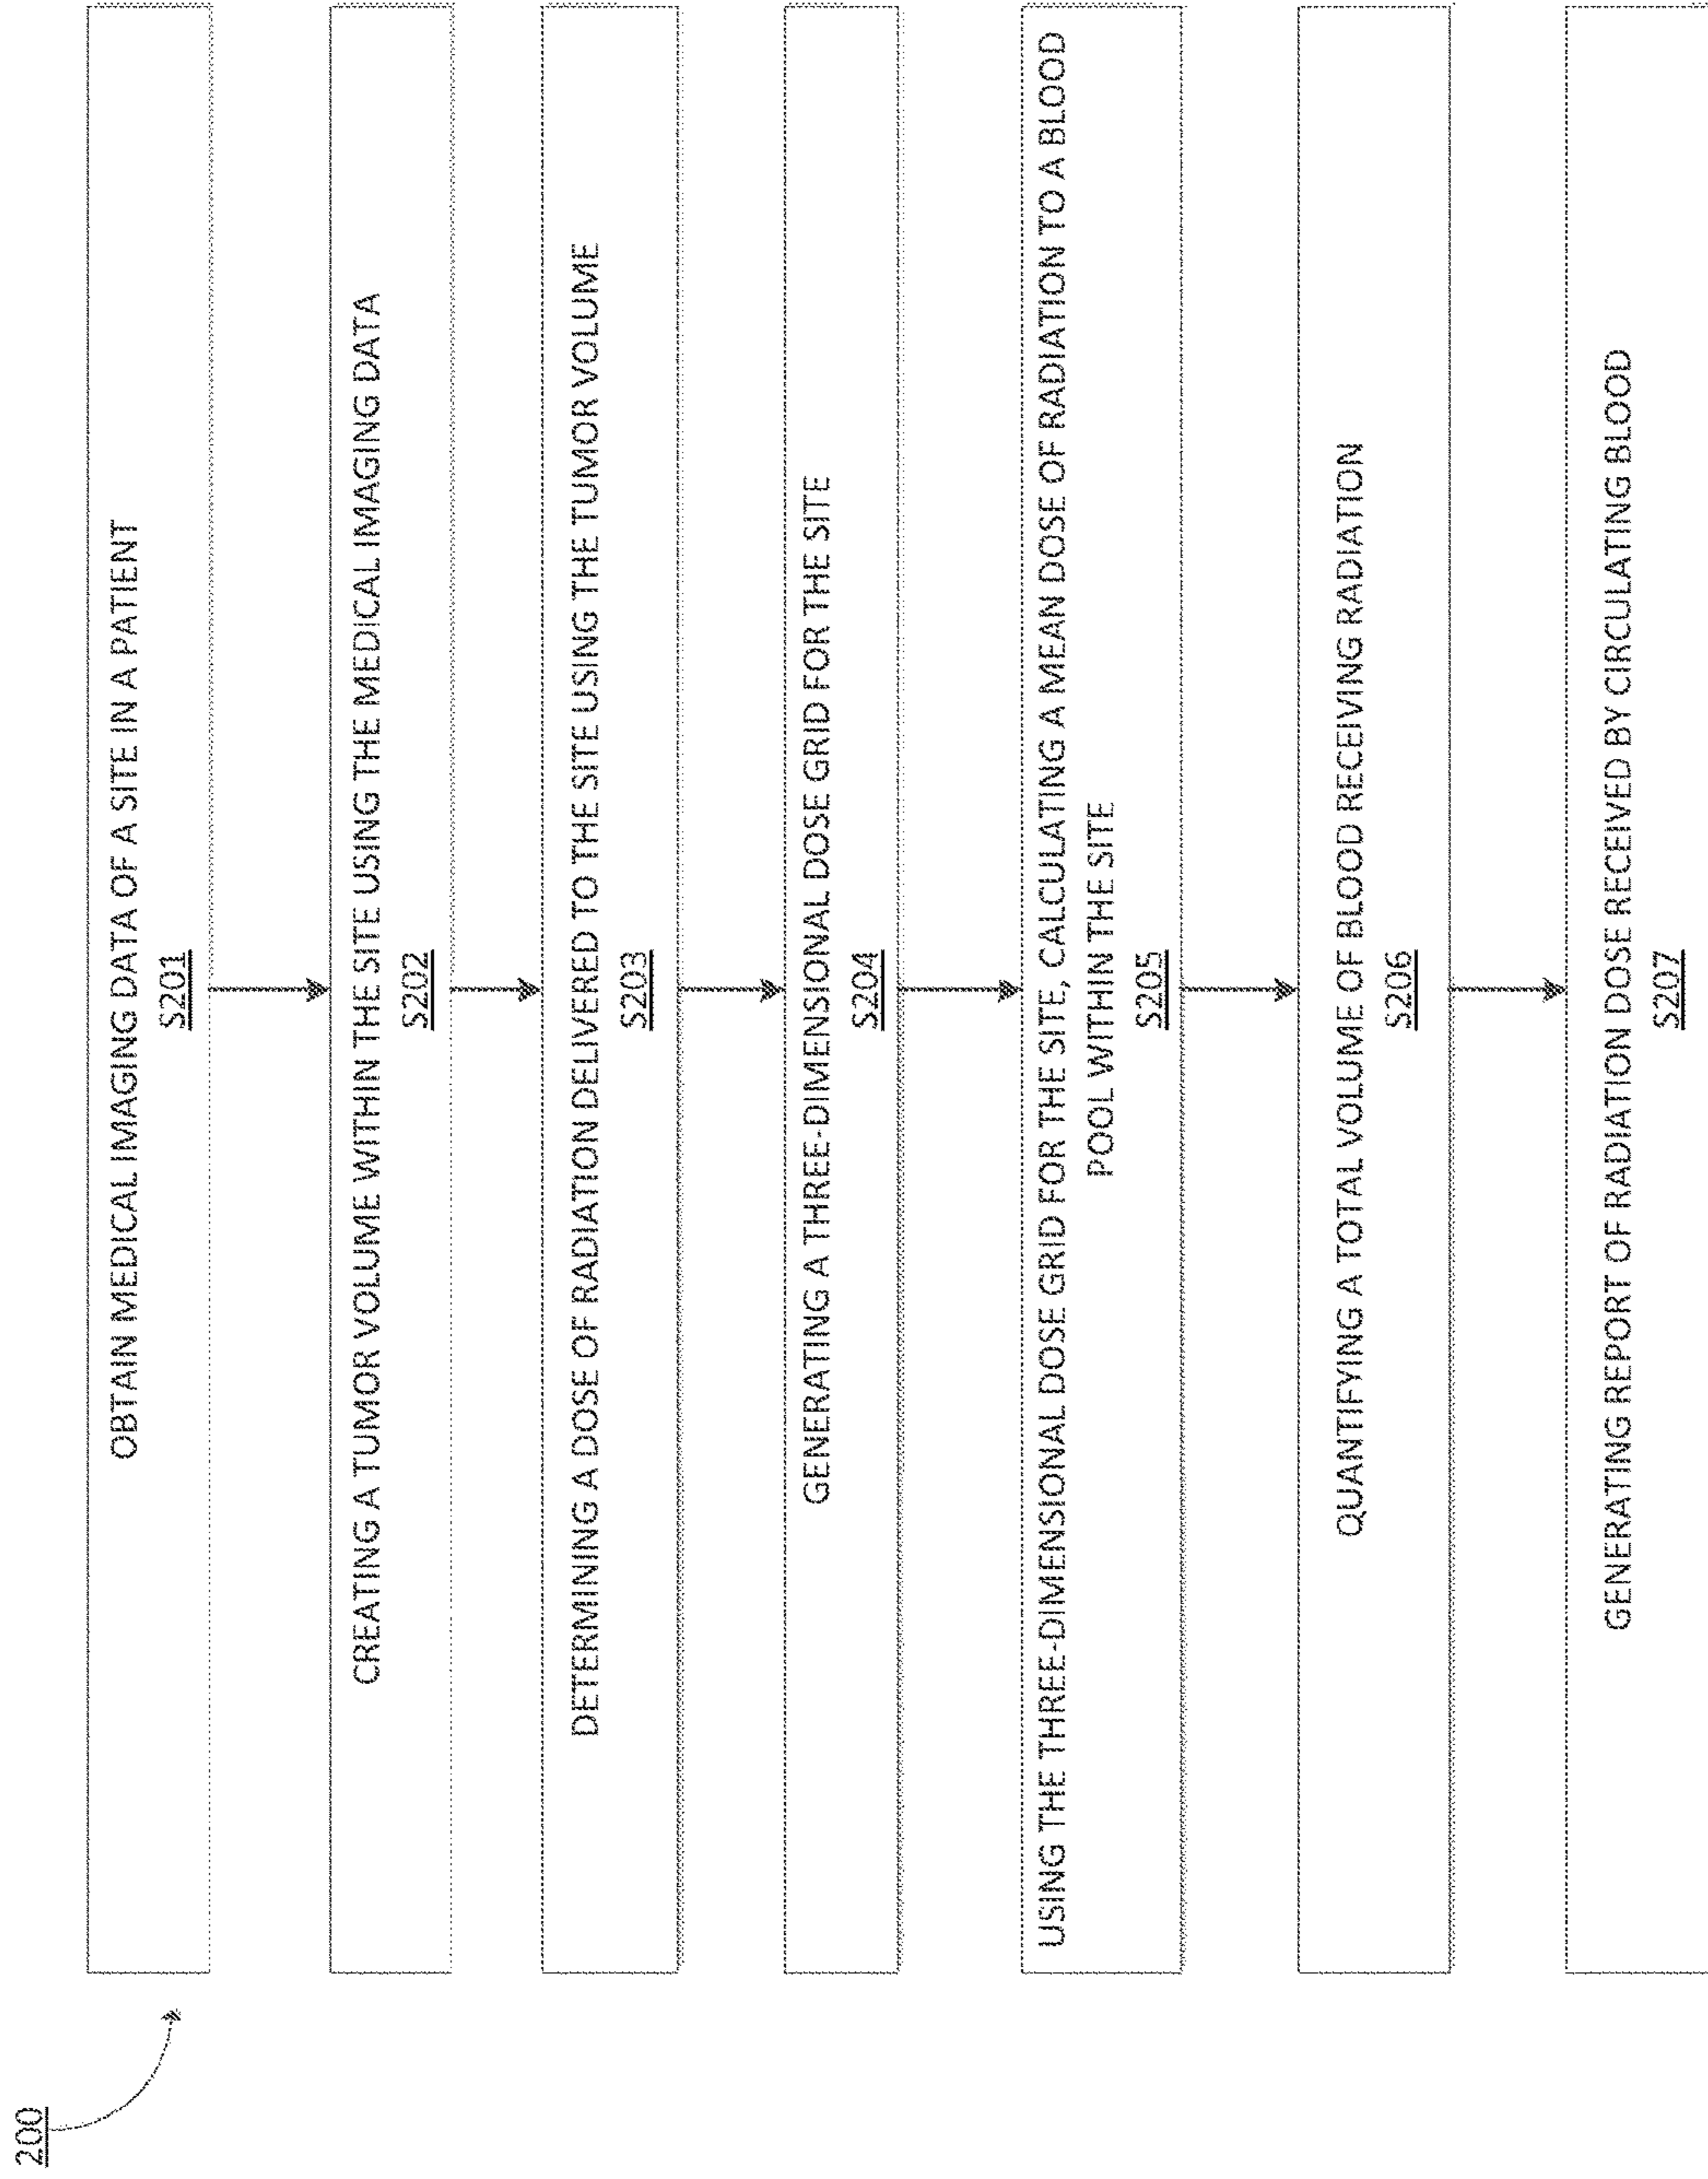 200
OBTAIN MEDICAL IMAGING DATA OF A SITE IN A PATIENT
S201
CREATING A TUMOR VOLUME WITHIN THE SITE USING THE MEDICAL IMAGING DATA
S202
DETERMINING A DOSE OF RADIATION DELIVERED TO THE SITE USING THE TUMOR VOLUME
S203
GENERATING A THREE-DIMENSIONAL DOSE GRID FOR THE SITE
S204
USING THE THREE-DIMENSIONAL DOSE GRID FOR THE SITE, CALCULATING A MEAN DOSE OF RADIATION TO A BLOOD
POOL WITHIN THE SITE
S205
QUANTIFYING A TOTAL VOLUME OF BLOOD RECEIVING RADIATION
S206
GENERATING REPORT OF RADIATION DOSE RECEIVED BY CIRCULATING BLOOD
S207